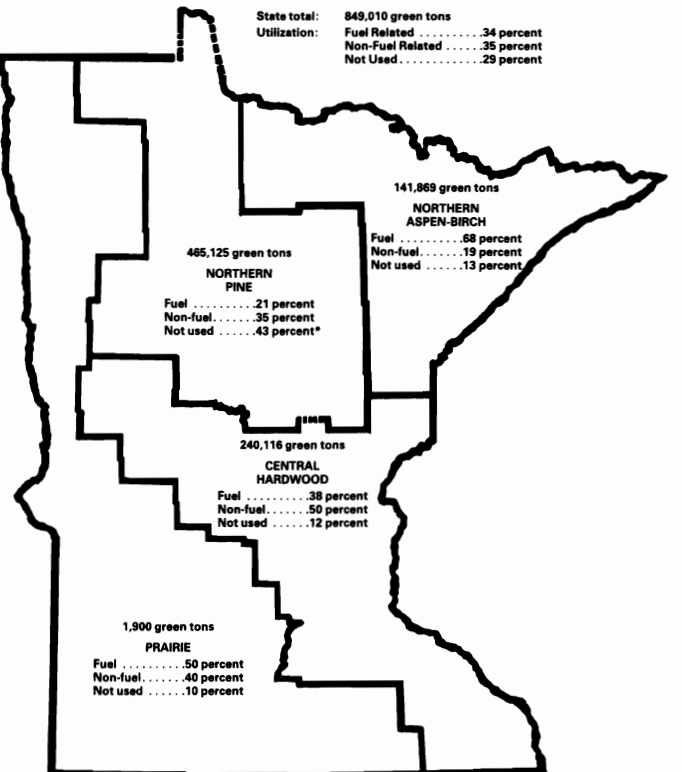 State total: 849,010 green tons
Utilization: Fuel Related ..........34 percent
Non-Fuel Related ......35 percent
Not Used.............29 percent
141,869 green tons
NORTHERN
ASPEN-BIRCH
Fuel ..........68 percent
Non-fuel.......19 percent
Not used ......13 percent
465,125 green tons
NORTHERN
PINE
Fuel ..........21 percent
Non-fuel.......35 percent
Not used ......43 percent*
240,116 green tons
CENTRAL
HARDWOOD
Fuel ..........38 percent
Non-fuel.......50 percent
Not used ......12 percent
1,900 green tons
PRAIRIE
Fuel ..........50 percent
Non-fuel.......40 percent
Not used ......10 percent